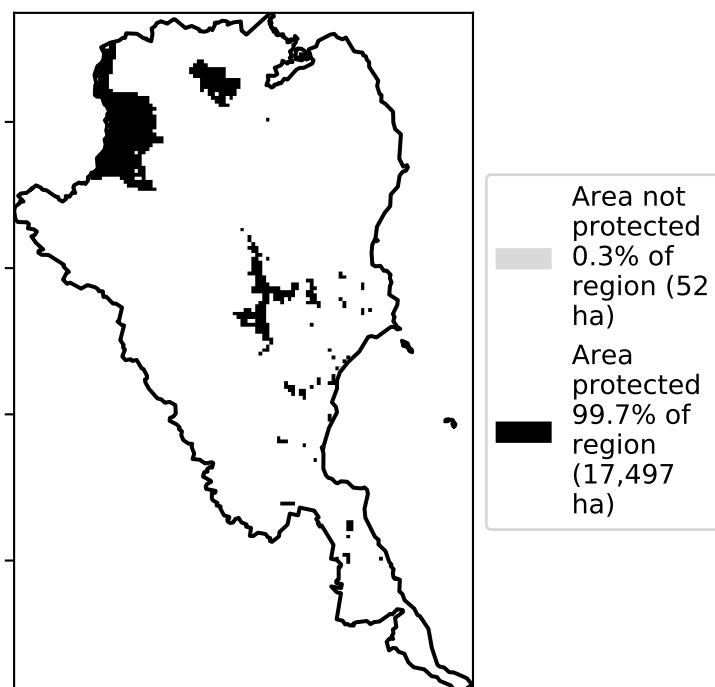 Area not
protected
0.3% of
region (52
ha)
Area
protected
99.7% of
region
(17,497
ha)